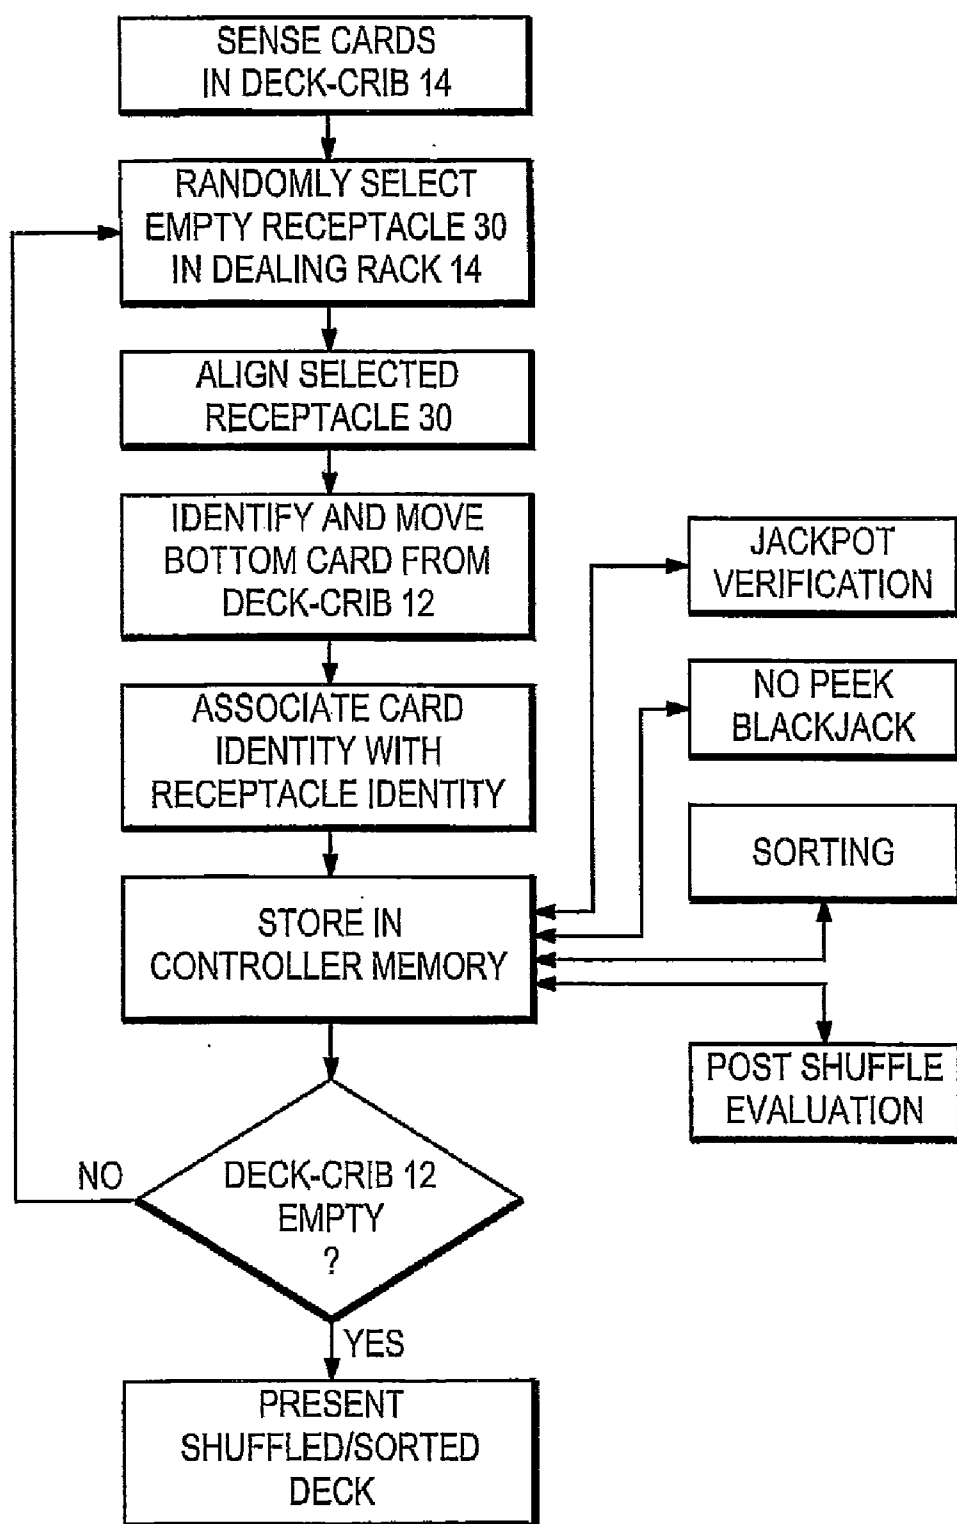 SENSE CARDS
IN DECK-CRIB 14
RANDOMLY SELECT
EMPTY RECEPTACLE 30
IN DEALING RACK 14
ALIGN SELECTED
RECEPTACLE 30
IDENTIFY AND MOVE
BOTTOM CARD FROM
DECK-CRIB 12
ASSOCIATE CARD
IDENTITY WITH
RECEPTACLE IDENTITY
STORE IN
CONTROLLER MEMORY
JACKPOT
VERIFICATION
NO PEEK
BLACKJACK
SORTING
POST SHUFFLE
EVALUATION
NO
DECK-CRIB 12
EMPTY
?
YES
PRESENT
SHUFFLED/SORTED
DECK